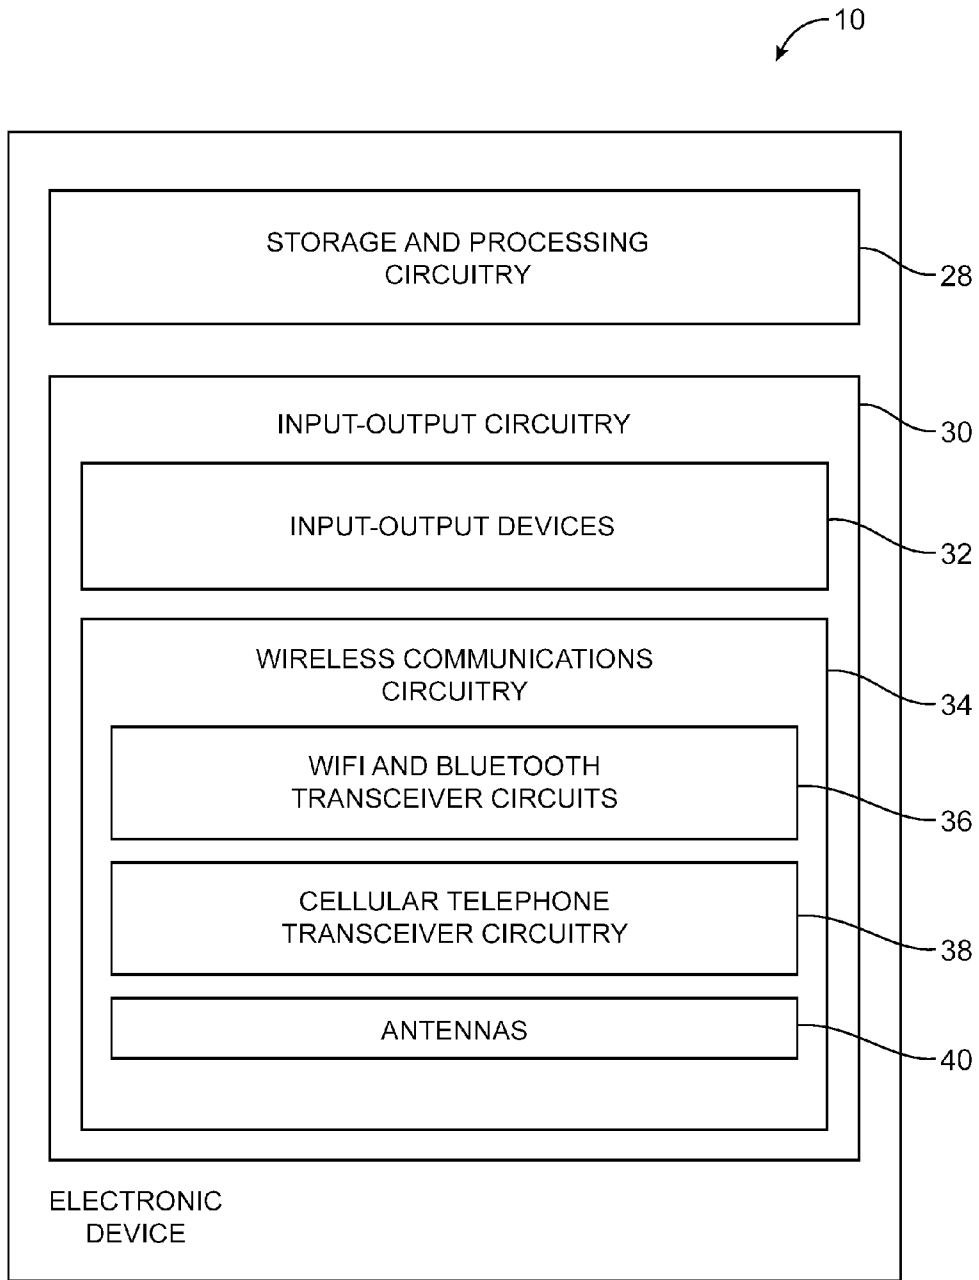 10
STORAGE AND PROCESSING
CIRCUITRY
28
INPUT-OUTPUT CIRCUITRY
30
INPUT-OUTPUT DEVICES
32
WIRELESS COMMUNICATIONS
CIRCUITRY
34
WIFI AND BLUETOOTH
TRANSCEIVER CIRCUITS
36
CELLULAR TELEPHONE
TRANSCEIVER CIRCUITRY
38
ANTENNAS
40
ELECTRONIC
DEVICE